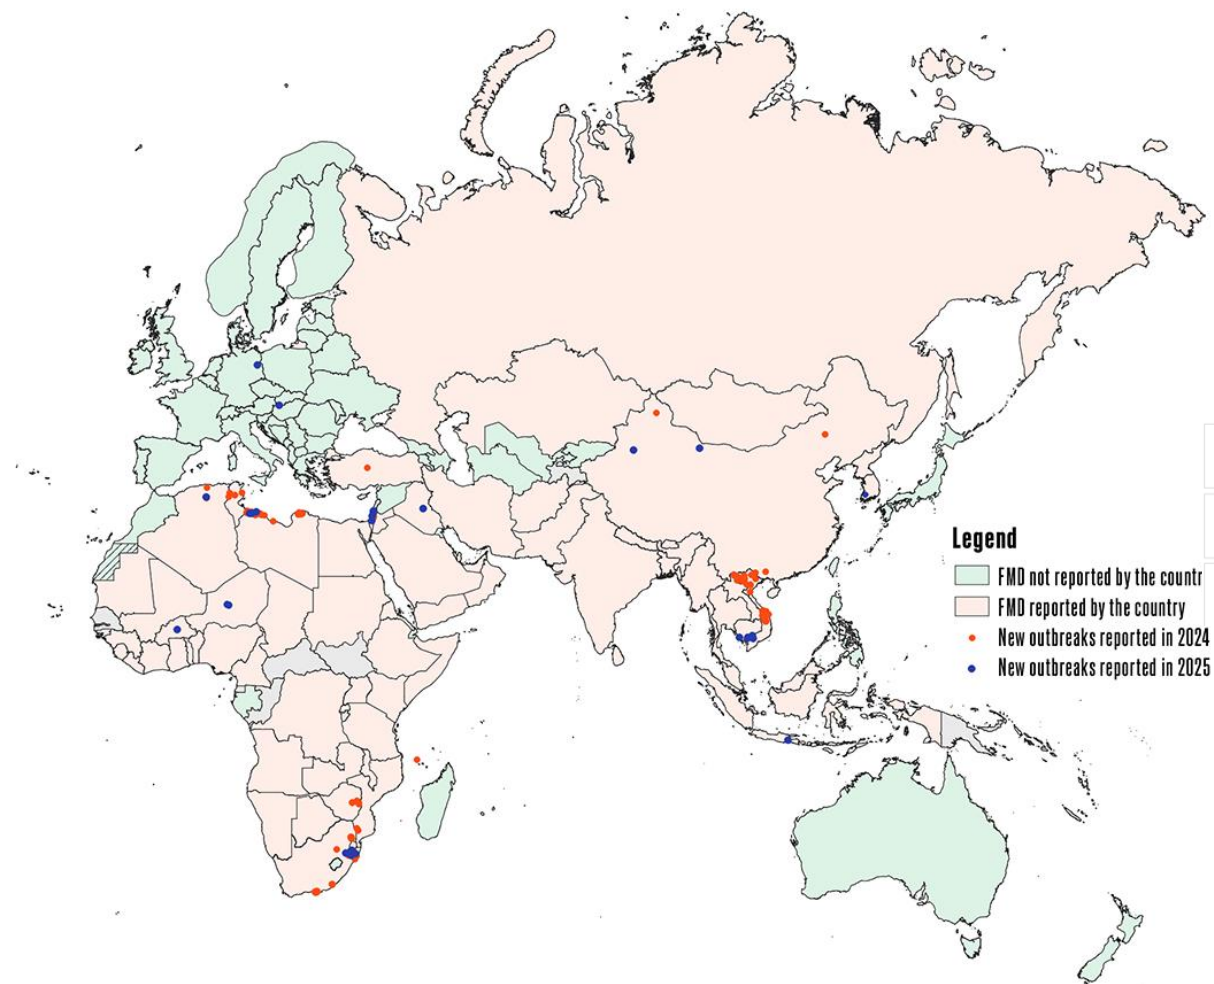 Legend
FMD not reported by the countr
FMD reported by the country
New outbreaks reported in 2024
New outbreaks reported in 2025